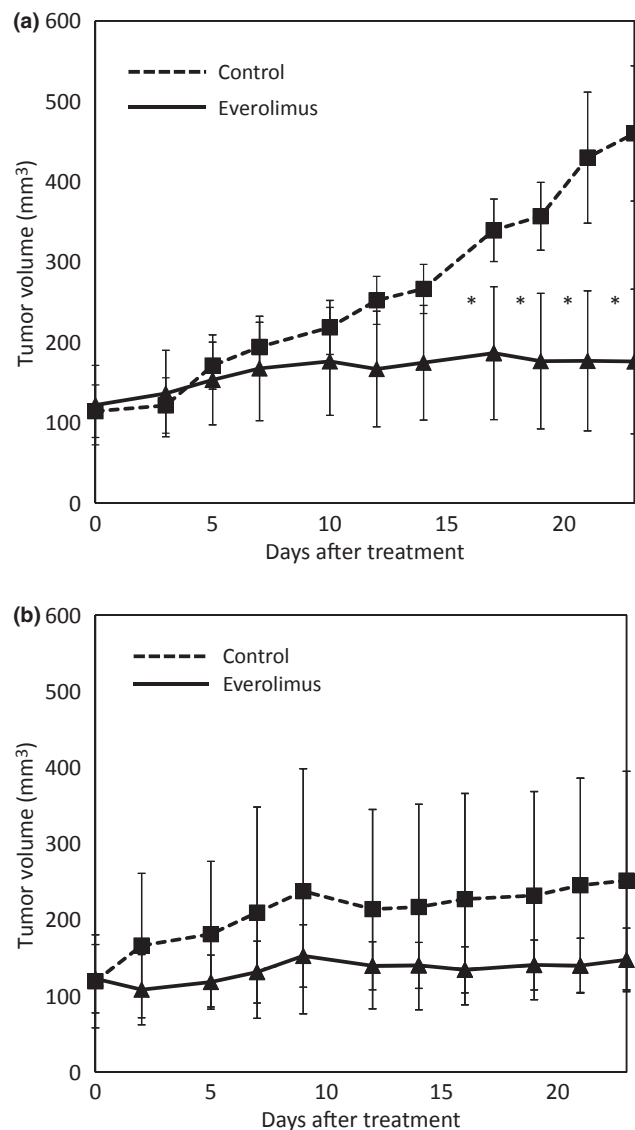 (a)
600
500
400
300
200
100
0
Tumor volume (mm³)
Control
Everolimus
* * * *
0 5 10 15 20
Days after treatment
(b)
600
500
400
300
200
100
0
Tumor volume (mm³)
Control
Everolimus
0 5 10 15 20
Days after treatment